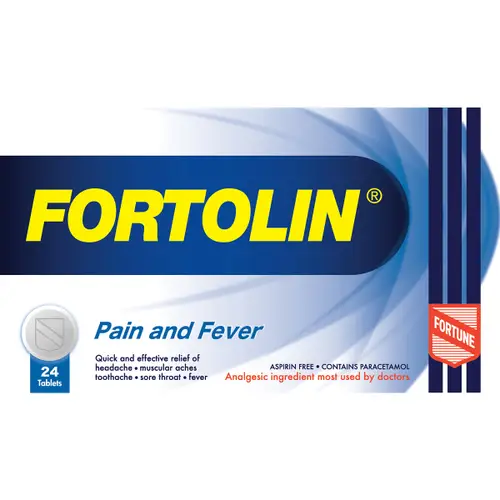 FORTOLIN®
Pain and Fever
Quick and effective relief of
headache • muscular aches
toothache • sore throat • fever
24
Tablets
ASPIRIN FREE • CONTAINS PARACETAMOL
Analgesic ingredient most used by doctors
FORTUNE